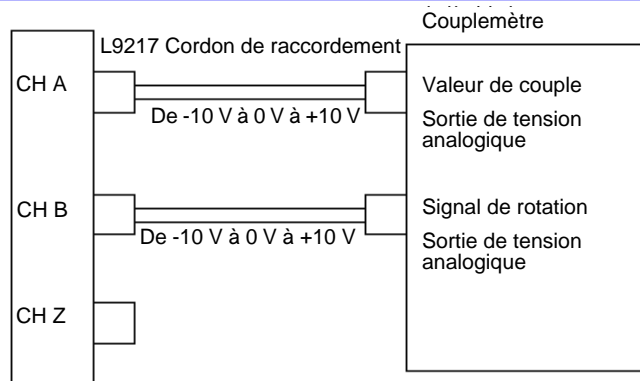 Couplemètre
L9217 Cordon de raccordement
CH A
Valeur de couple
De -10 V à 0 V à +10 V
Sortie de tension
analogique
CH B
Signal de rotation
De -10 V à 0 V à +10 V
Sortie de tension
analogique
CH Z